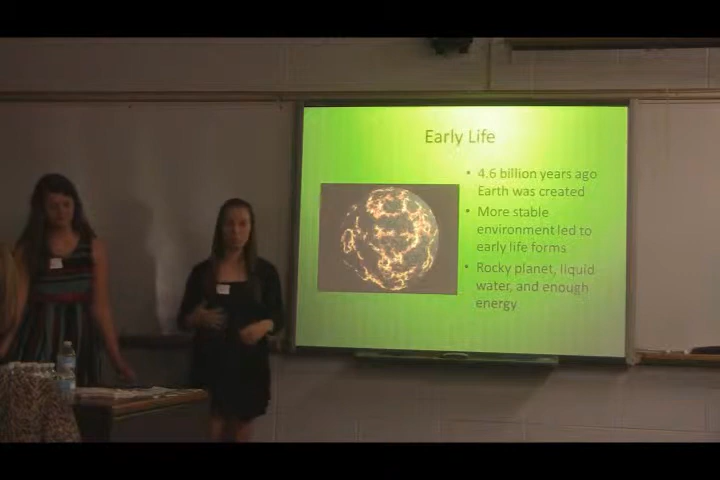 Early Life
• 4.6 billion years ago
Earth was created
• More stable
environment led to
early life forms
• Rocky planet, liquid
water, and enough
energy